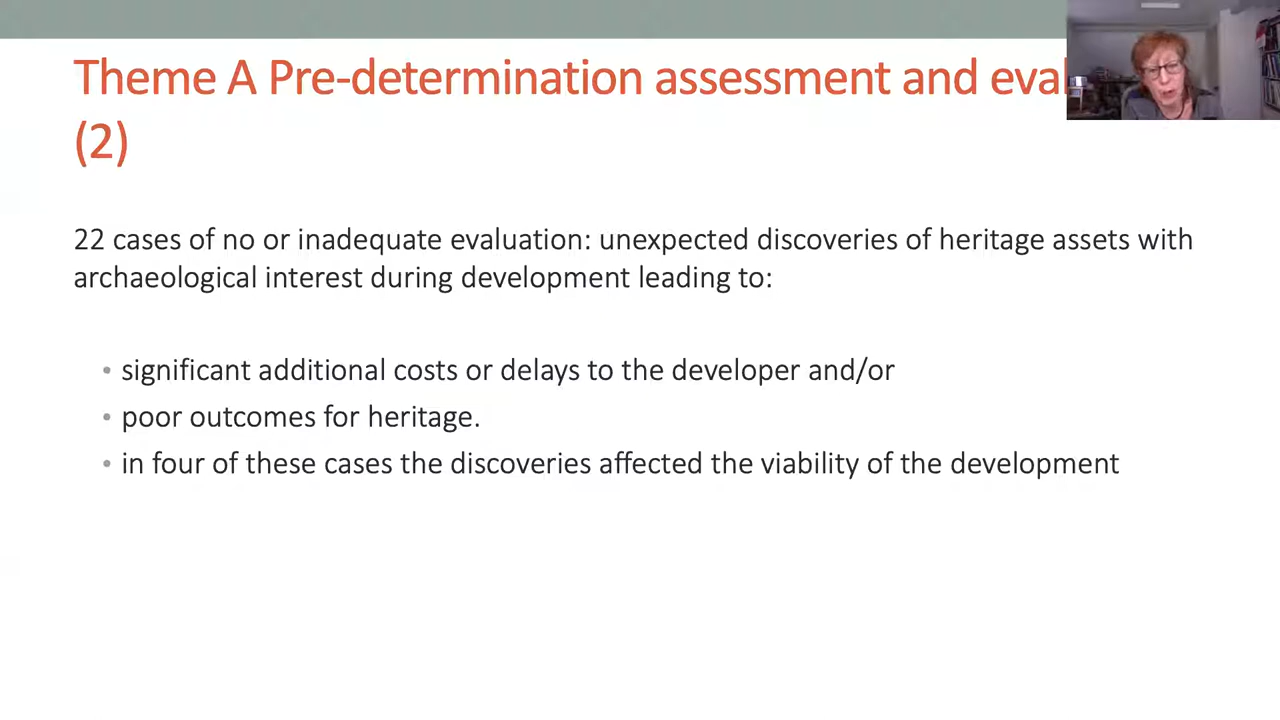 Theme A Pre-determination assessment and
(2)
22 cases of no or inadequate evaluation: unexpected discoveries of heritage assets with
archaeological interest during development leading to:
• significant additional costs or delays to the developer and/or
• poor outcomes for heritage.
• in four of these cases the discoveries affected the viability of the development